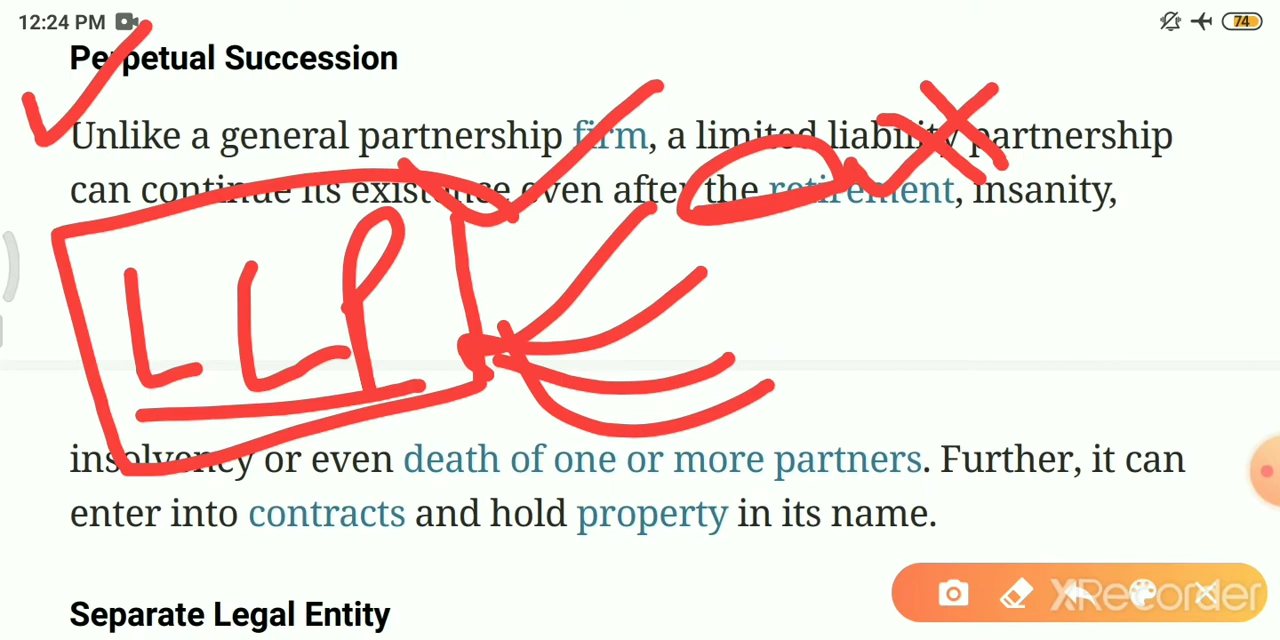 12:24 PM
74
Perpetual Succession
Unlike a general partnership firm, a limited liability partnership
can continue its existence even after the retirement, insanity,
LLP
insolvency or even death of one or more partners. Further, it can
enter into contracts and hold property in its name.
XRecorder
Separate Legal Entity